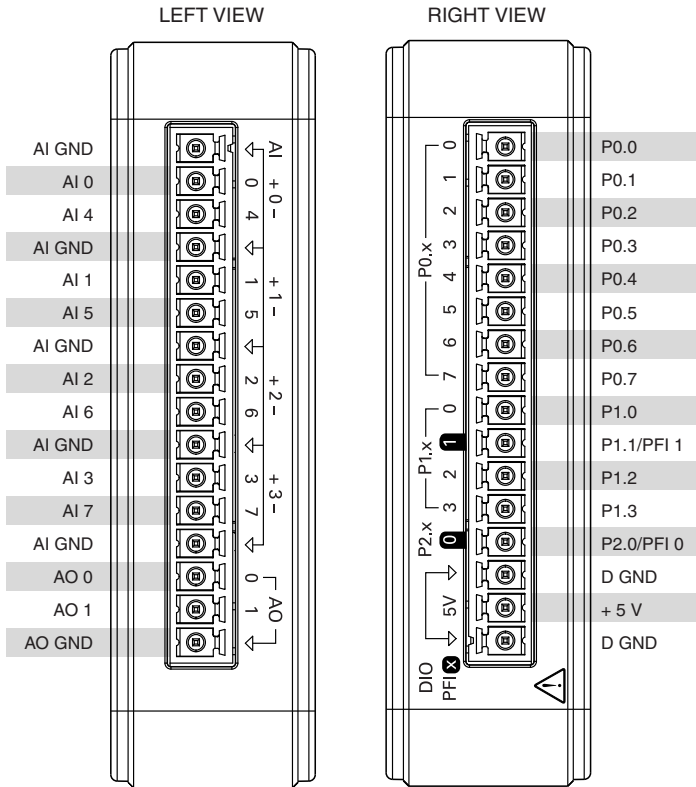 LEFT VIEW
AI GND
AI 0
AI 4
AI GND
AI 1
AI 5
AI GND
AI 2
AI 6
AI GND
AI 3
AI 7
AI GND
AO 0
AO 1
AO GND
AI
0 4 + 0 -
1 5 + 1 -
2 6 + 2 -
3 7 + 3 -
0 1 AO
RIGHT VIEW
P0.x
0
1
2
3
4
5
6
7
P1.x
0
1
2
3
P2.x
0
5V
DIO
PFI X
P0.0
P0.1
P0.2
P0.3
P0.4
P0.5
P0.6
P0.7
P1.0
P1.1/PFI 1
P1.2
P1.3
P2.0/PFI 0
D GND
+ 5 V
D GND